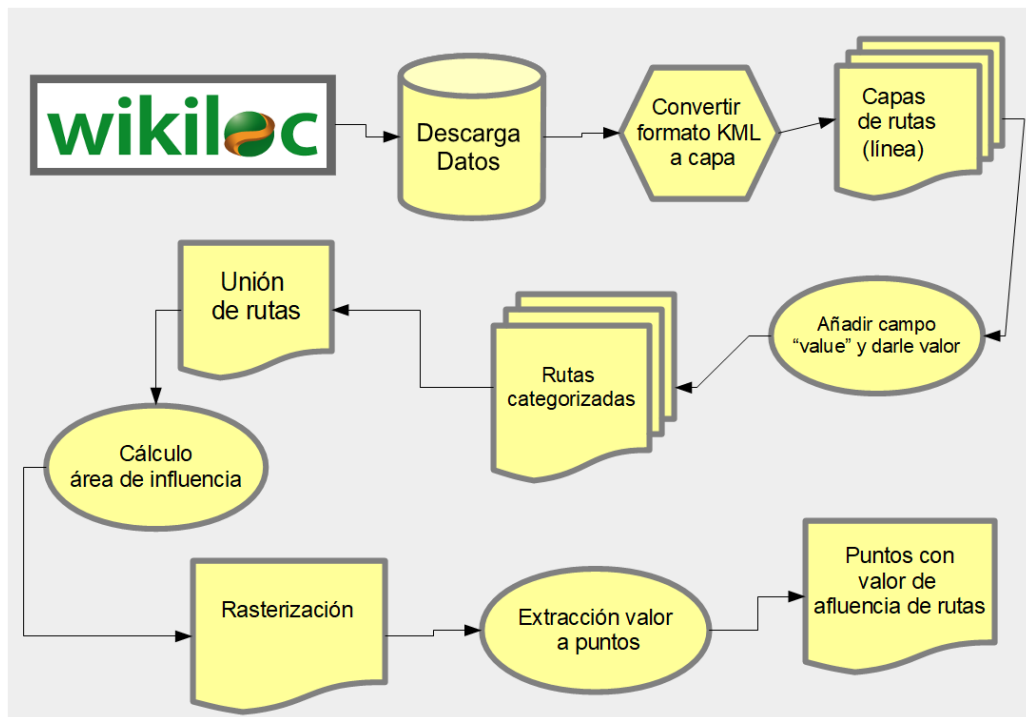 wikiloc
Descarga
Datos
Convertir
formato KML
a capa
Capas
de rutas
(línea)
Añadir campo
“value” y darle valor
Rutas
categorizadas
Unión
de rutas
Cálculo
área de influencia
Rasterización
Extracción valor
a puntos
Puntos con
valor de
afluencia de rutas